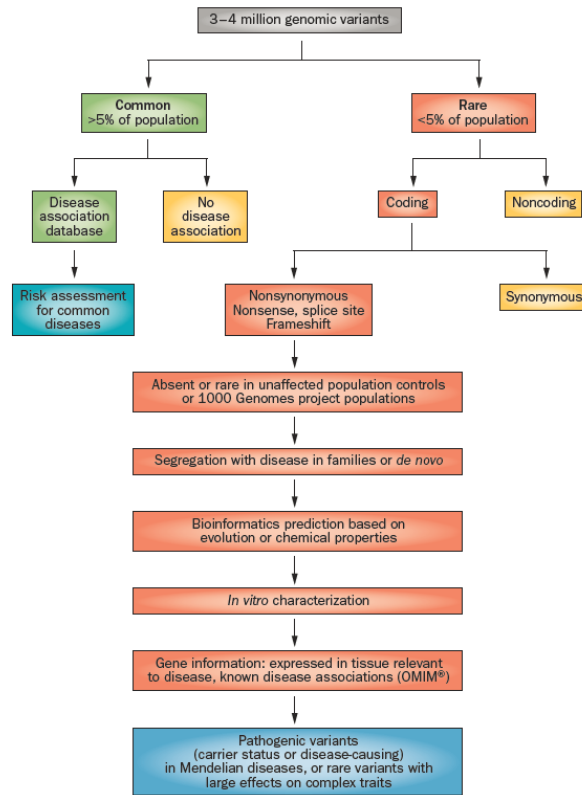 3–4 million genomic variants
Common
>5% of population
Rare
<5% of population
Disease
association
database
No
disease
association
Coding
Noncoding
Risk assessment
for common
diseases
Nonsynonymous
Nonsense, splice site
Frameshift
Synonymous
Absent or rare in unaffected population controls
or 1000 Genomes project populations
Segregation with disease in families or de novo
Bioinformatics prediction based on
evolution or chemical properties
In vitro characterization
Gene information: expressed in tissue relevant
to disease, known disease associations (OMIM®)
Pathogenic variants
(carrier status or disease-causing)
in Mendelian diseases, or rare variants with
large effects on complex traits